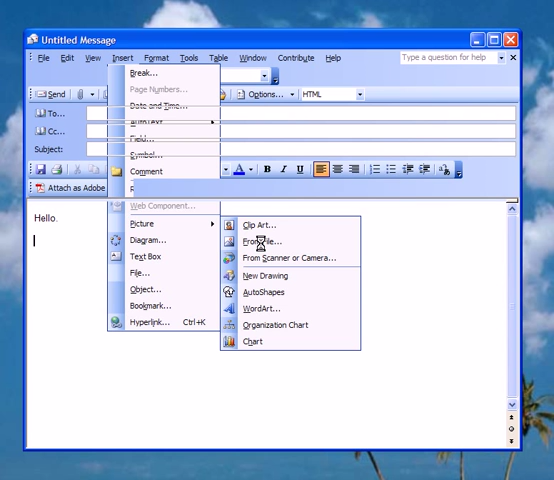 Untitled Message
File Edit View Insert Format Tools Table Window Contribute Help Type a question for help
Send Options... HTML
To...
Cc...
Subject:
B I U
Attach as Adobe
Hello.
Break...
Page Numbers...
Date and Time...
AutoText
Field...
Symbol...
Comment
R
Web Component...
Picture
Diagram...
Text Box
File...
Object...
Bookmark...
Hyperlink... Ctrl+K
Clip Art...
From File...
From Scanner or Camera...
New Drawing
AutoShapes
WordArt...
Organization Chart
Chart